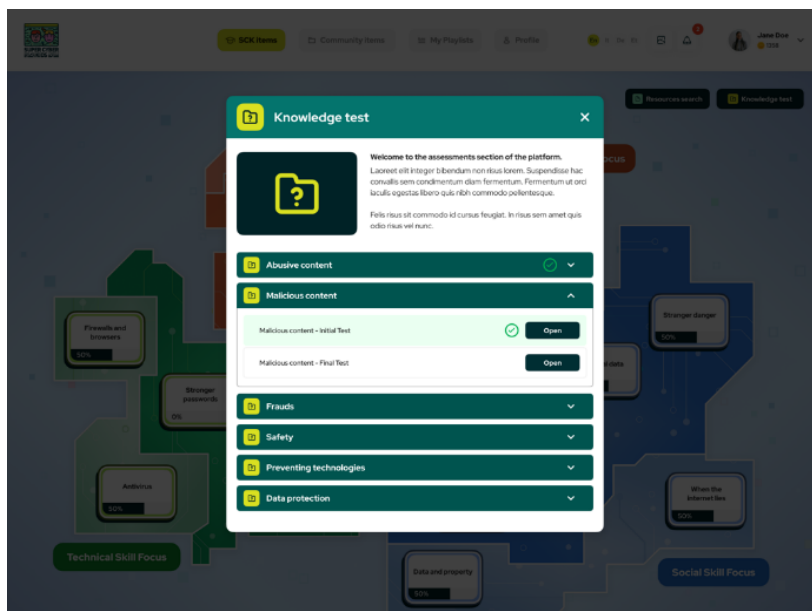 SUPER CYBER
SCK Items
Community Items
My Playlists
Profile
Jane Doe
2
Resources search
Knowledge test
Knowledge test
Welcome to the assessments section of the platform.
Laoreet elit integer bibendum non risus lorem. Suspendisse hac
convallis sem condimentum diam fermentum. Fermentum ut orci
iaculis egestas libero quis nibh commodo pellentesque.
Felis risus sit commodo id cursus feugiat. In risus sem amet quis
odio risus vel nunc.
Abusive content
Malicious content
Malicious content - Initial Test
Open
Malicious content - Final Test
Open
Frauds
Safety
Preventing technologies
Data protection
Firewalls and
browsers
50%
Stronger
passwords
0%
Antivirus
50%
Technical Skill Focus
Focus
Stranger danger
50%
data
When the
internet lies
50%
Data and property
50%
Social Skill Focus